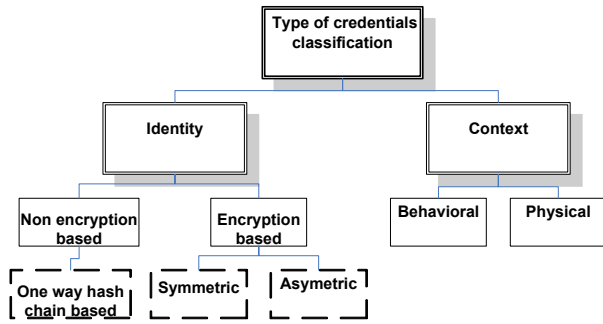 Type of credentials
classification
Identity
Context
Non encryption
based
Encryption
based
Behavioral
Physical
One way hash
chain based
Symmetric
Asymetric